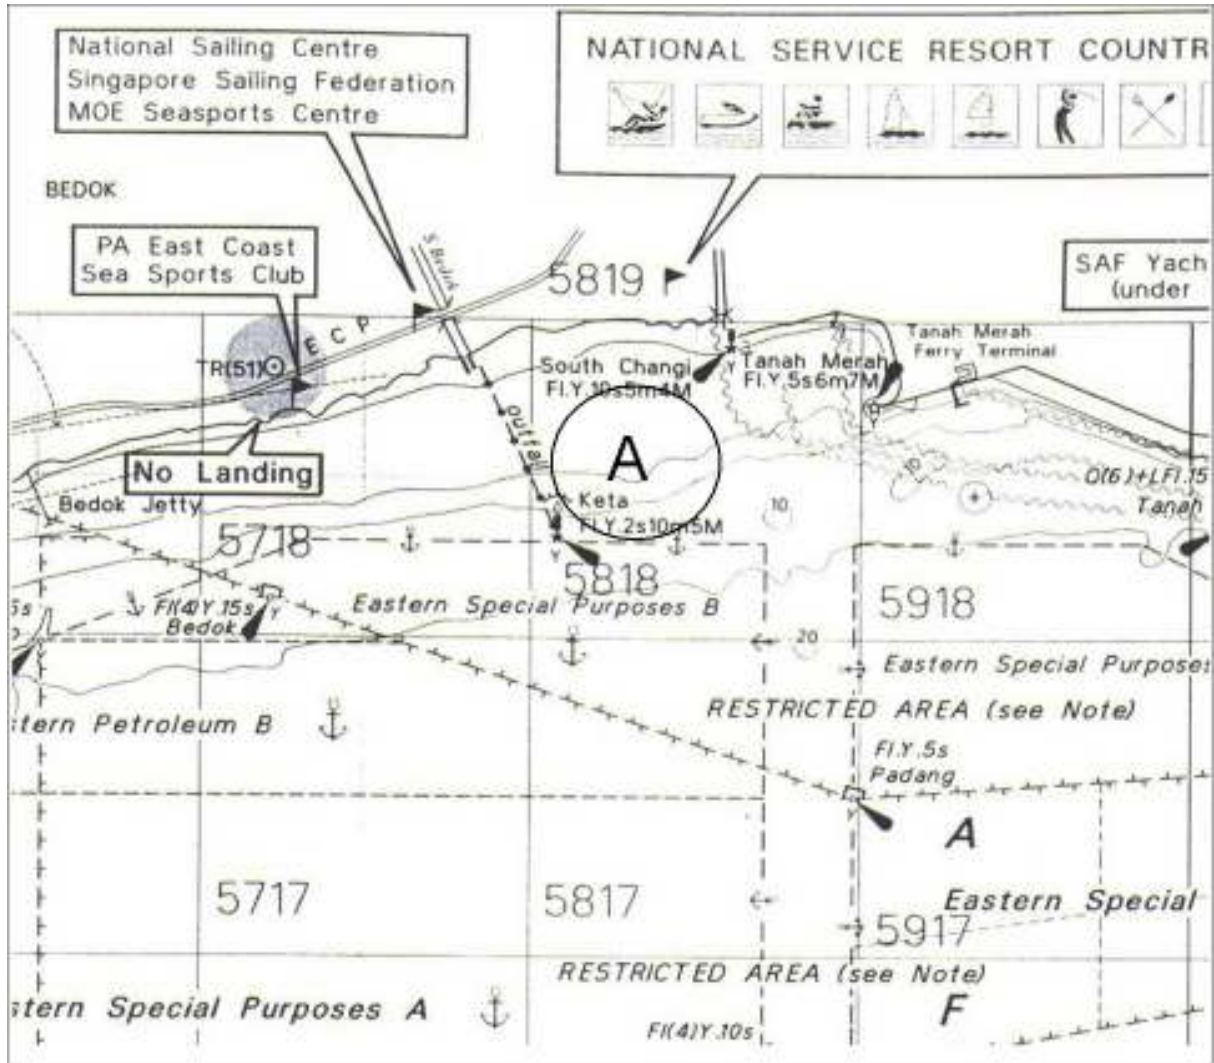 National Sailing Centre
Singapore Sailing Federation
MOE Seasports Centre
NATIONAL SERVICE RESORT COUNTR
BEDOK
PA East Coast
Sea Sports Club
S. Bedok
5819
SAF Yach
(under
E C P
TR(51)
South Changi
Fl.Y.10s5m4M
Tanah Merah
Fl.Y.5s6m7M
Tanah Merah
Ferry Terminal
outfall
A
No Landing
Bedok Jetty
Keta
Fl.Y.2s10m5M
10
10
Q(6)+LFl.15
Tanah
5718
5818
5918
Fl(4)Y.15s
Bedok
Eastern Special Purposes B
20
Eastern Special Purposes
stern Petroleum B
RESTRICTED AREA (see Note)
Fl.Y.5s
Padang
A
5717
5817
Eastern Special
5917
RESTRICTED AREA (see Note)
stern Special Purposes A
F
Fl(4)Y.10s